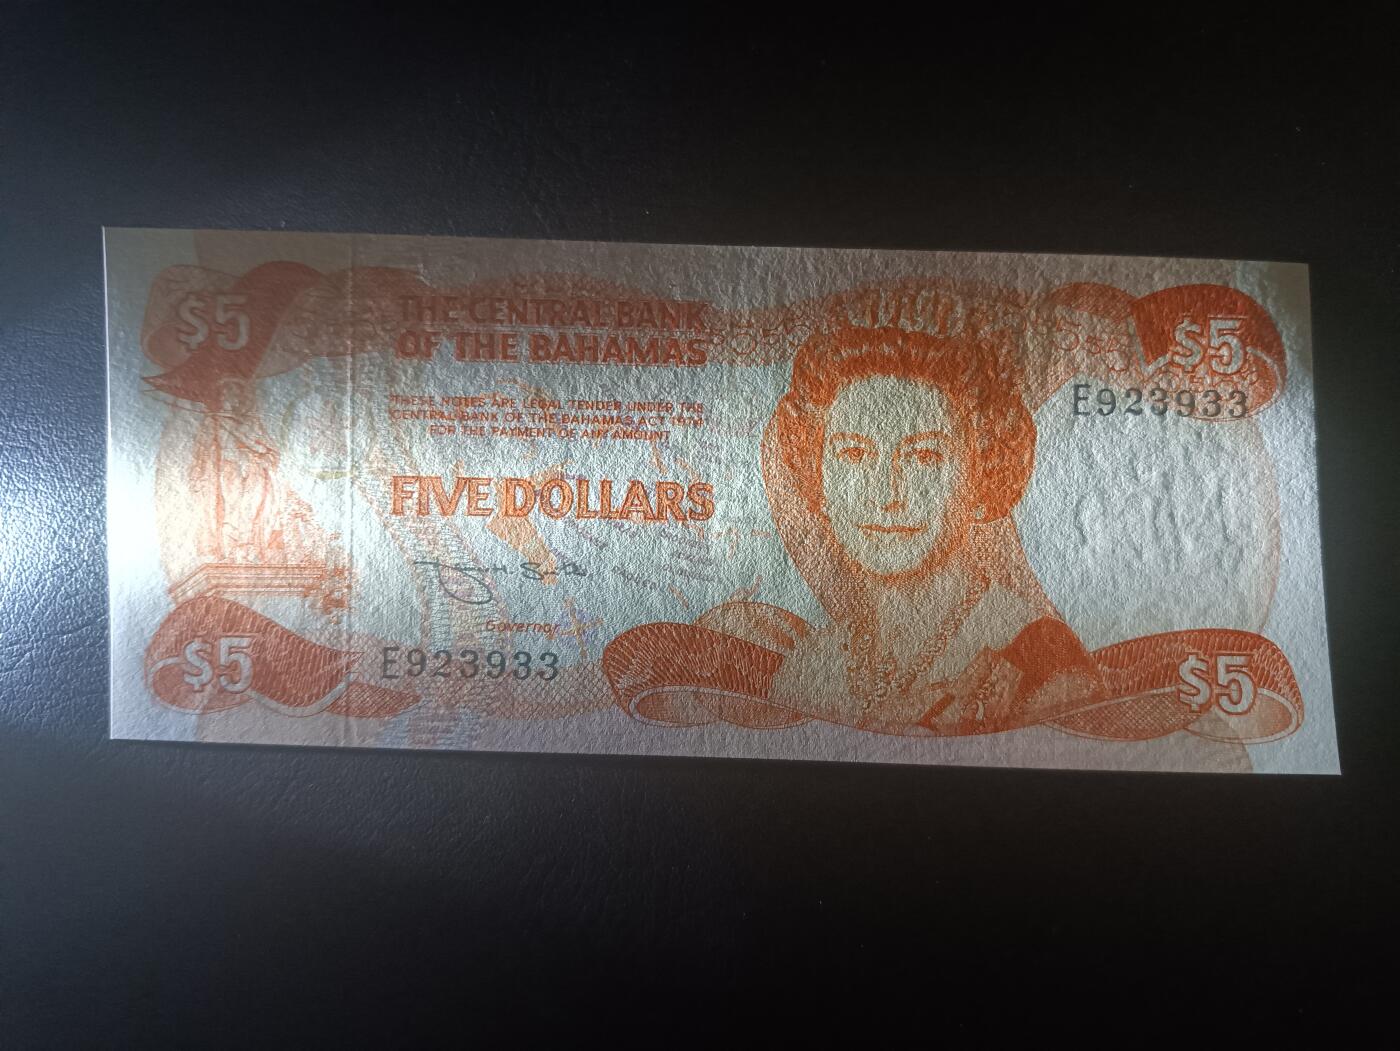 $5
THE CENTRAL BANK
OF THE BAHAMAS
$5
E923933
THESE NOTES ARE LEGAL TENDER UNDER THE
CENTRAL BANK OF THE BAHAMAS ACT 1974
FOR THE PAYMENT OF ANY AMOUNT
FIVE DOLLARS
Governor
$5
E923933
$5